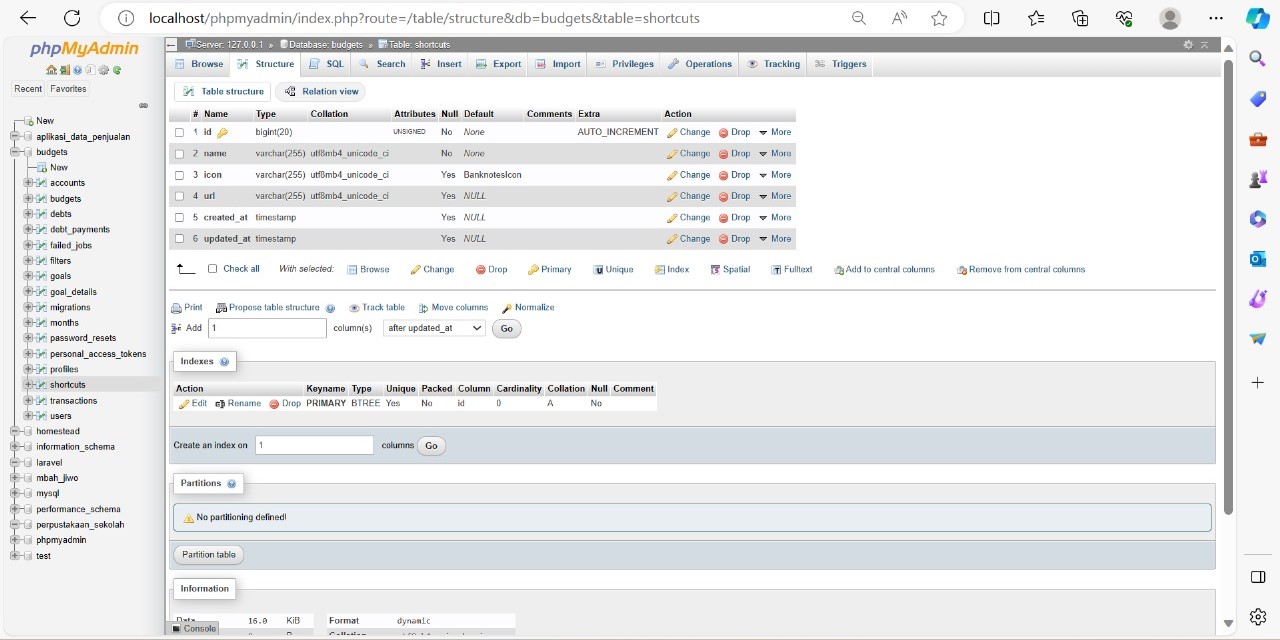 localhost/phpmyadmin/index.php?route=/table/structure&db=budgets&table=shortcuts
phpMyAdmin
Recent Favorites
New
aplikasi_data_penjualan
budgets
New
accounts
budgets
debts
debt_payments
failed_jobs
filters
goals
goal_details
migrations
months
password_resets
personal_access_tokens
profiles
shortcuts
transactions
users
homestead
information_schema
laravel
mbah_jiwo
mysql
performance_schema
perpustakaan_sekolah
phpmyadmin
test
Server: 127.0.0.1 » Database: budgets » Table: shortcuts
Browse Structure SQL Search Insert Export Import Privileges Operations Tracking Triggers
Table structure Relation view
# Name Type Collation Attributes Null Default Comments Extra Action
1 id bigint(20) UNSIGNED No None AUTO_INCREMENT Change Drop More
2 name varchar(255) utf8mb4_unicode_ci No None Change Drop More
3 icon varchar(255) utf8mb4_unicode_ci Yes BanknotesIcon Change Drop More
4 url varchar(255) utf8mb4_unicode_ci Yes NULL Change Drop More
5 created_at timestamp Yes NULL Change Drop More
6 updated_at timestamp Yes NULL Change Drop More
Check all With selected: Browse Change Drop Primary Unique Index Spatial Fulltext Add to central columns Remove from central columns
Print Propose table structure Track table Move columns Normalize
Add 1 column(s) after updated_at Go
Indexes
Action Keyname Type Unique Packed Column Cardinality Collation Null Comment
Edit Rename Drop PRIMARY BTREE Yes No id 0 A No
Create an index on 1 columns Go
Partitions
No partitioning defined!
Partition table
Information
Data 16.0 KiB Format dynamic
Console